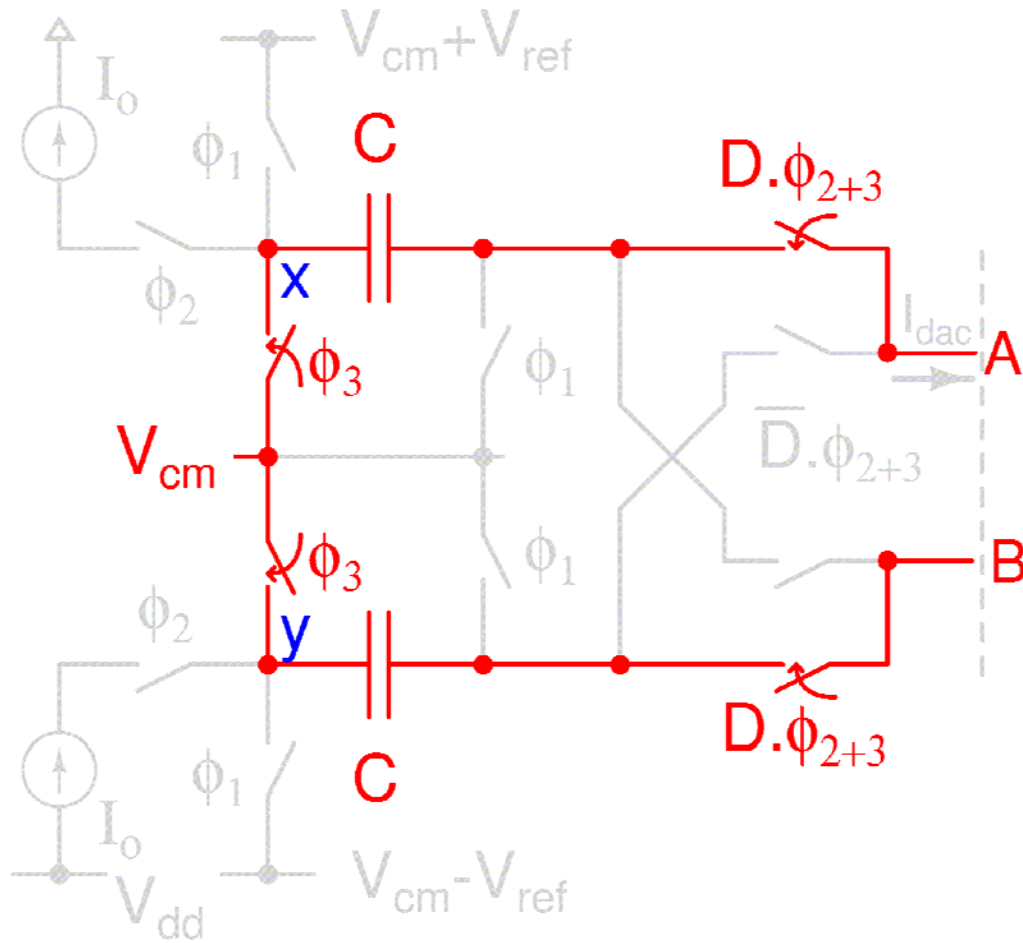 V_cm+V_ref
I_o
ϕ_1
C
D.ϕ_2+3
ϕ_2
x
ϕ_3
ϕ_1
I_dac
A
V_cm
D̅.ϕ_2+3
ϕ_3
ϕ_1
B
ϕ_2
y
D.ϕ_2+3
C
ϕ_1
I_o
V_dd
V_cm-V_ref